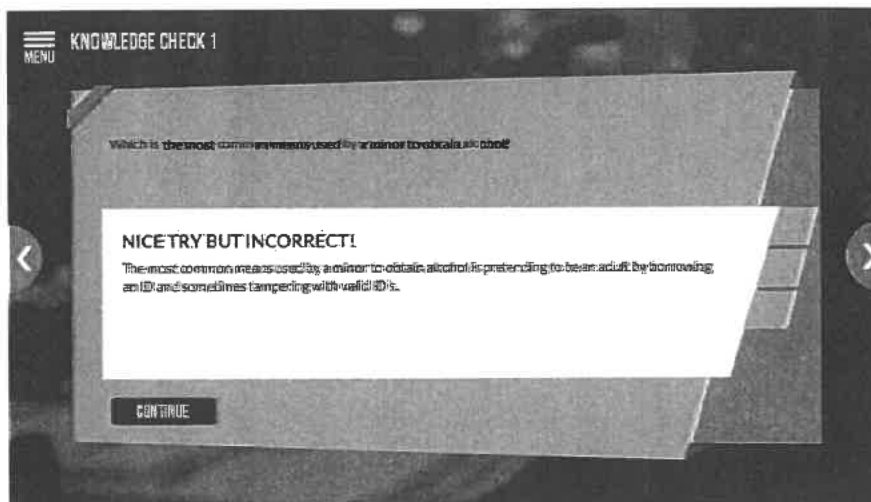 KNOWLEDGE CHECK 1
MENU
Which is the most common means used by a minor to obtain alcohol?
NICE TRY BUT INCORRECT!
The most common means used by a minor to obtain alcohol is pretending to be an adult by borrowing
an ID and sometimes tampering with valid ID's.
CONTINUE